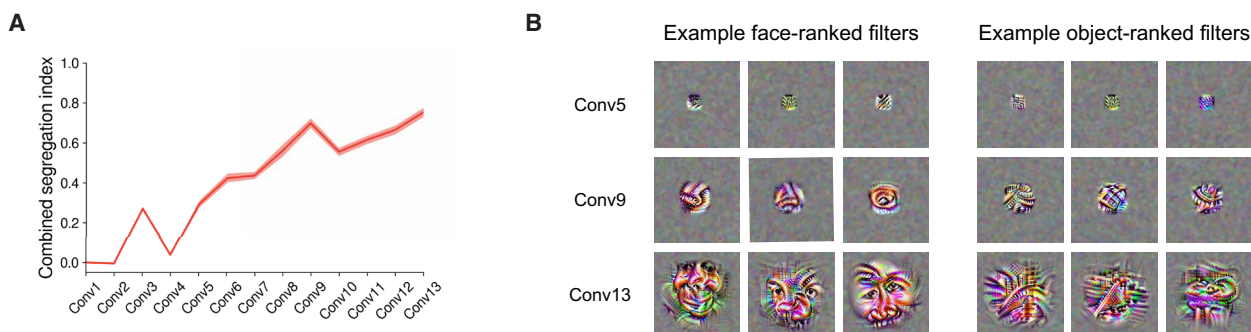 A
Combined segregation index
1.0
0.8
0.6
0.4
0.2
0.0
Conv1
Conv2
Conv3
Conv4
Conv5
Conv6
Conv7
Conv8
Conv9
Conv10
Conv11
Conv12
Conv13
B
Example face-ranked filters
Example object-ranked filters
Conv5
Conv9
Conv13